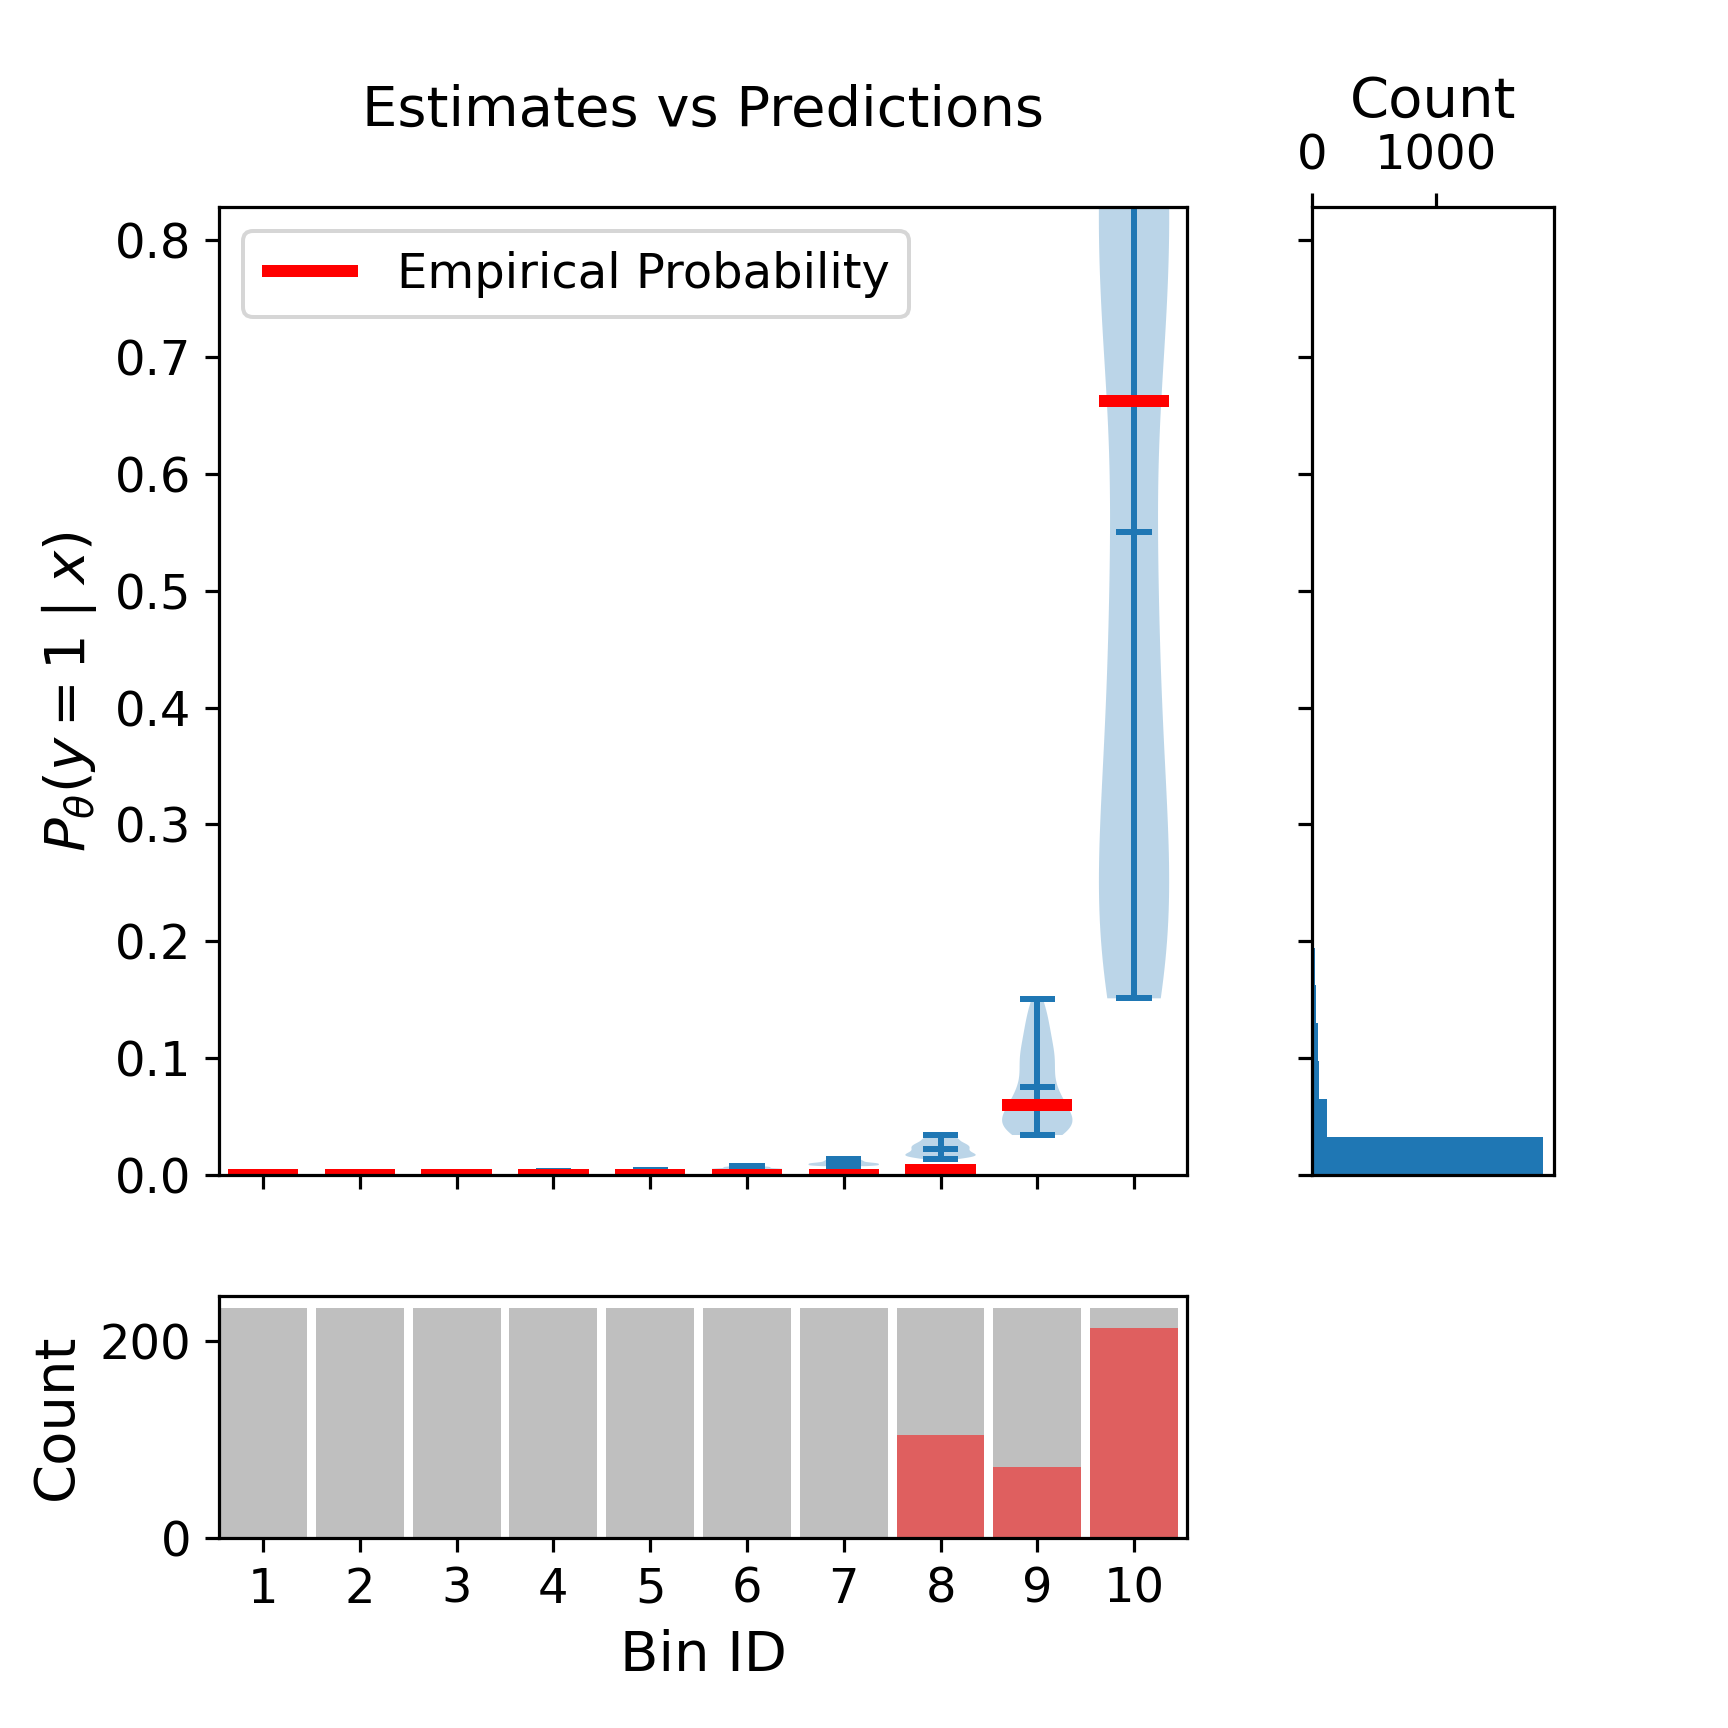 Estimates vs Predictions
Count
0 1000
Empirical Probability
0.8
0.7
0.6
0.5
0.4
0.3
0.2
0.1
0.0
P_θ(y = 1 | x)
Count
200
0
1 2 3 4 5 6 7 8 9 10
Bin ID